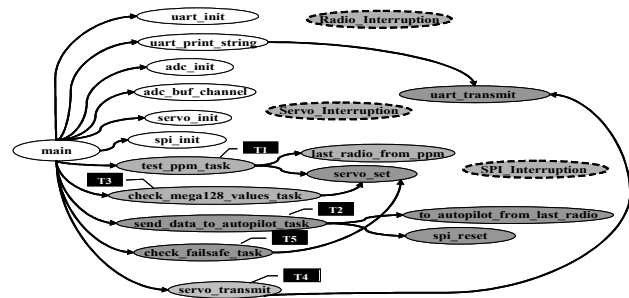 uart_init
Radio_Interruption
uart_print_string
adc_init
adc_buf_channel
uart_transmit
servo_init
Servo_Interruption
spi_init
main
T1
last_radio_from_ppm
test_ppm_task
servo_set
SPI_Interruption
T3
check_mega128_values_task
T2
send_data_to_autopilot_task
to_autopilot_from_last_radio
spi_reset
T5
check_failsafe_task
T4
servo_transmit